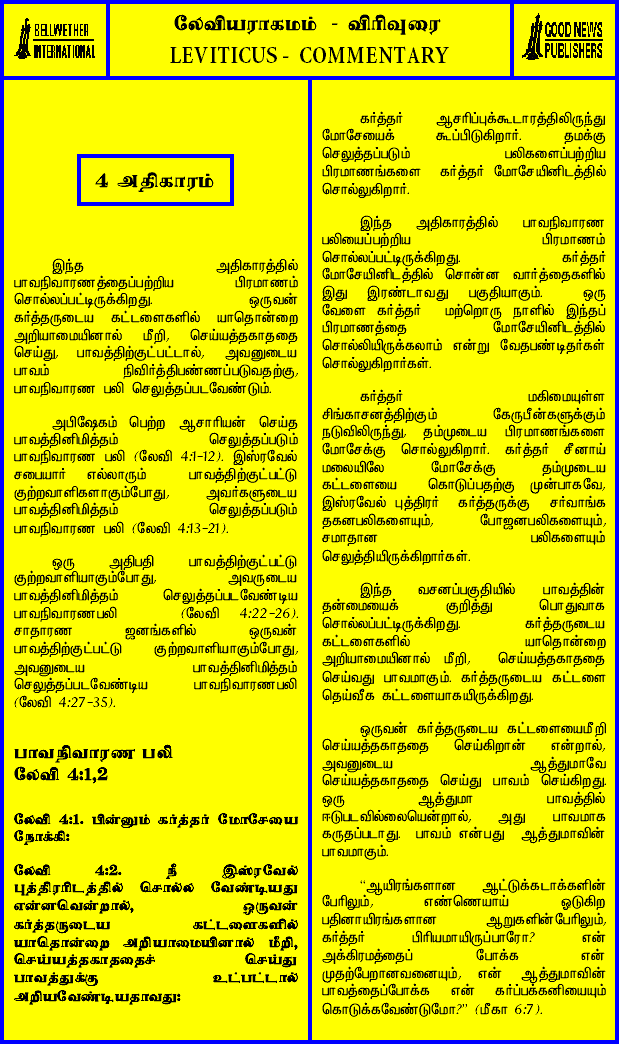 BELLWETHER
INTERNATIONAL
லேவியராகமம் - விரிவுரை
LEVITICUS - COMMENTARY
GOOD NEWS
PUBLISHERS
4 அதிகாரம்
இந்த அதிகாரத்தில்
பாவநிவாரணத்தைப்பற்றிய பிரமாணம்
சொல்லப்பட்டிருக்கிறது. ஒருவன்
கர்த்தருடைய கட்டளைகளில் யாதொன்றை
அறியாமையினால் மீறி, செய்யத்தகாததை
செய்து, பாவத்திற்குட்பட்டால், அவனுடைய
பாவம் நிவிர்த்திபண்ணப்படுவதற்கு,
பாவநிவாரண பலி செலுத்தப்படவேண்டும்.
அபிஷேகம் பெற்ற ஆசாரியன் செய்த
பாவத்தினிமித்தம் செலுத்தப்படும்
பாவநிவாரண பலி (லேவி 4:1-12). இஸ்ரவேல்
சபையார் எல்லாரும் பாவத்திற்குட்பட்டு
குற்றவாளிகளாகும்போது, அவர்களுடைய
பாவத்தினிமித்தம் செலுத்தப்படும்
பாவநிவாரண பலி (லேவி 4:13-21).
ஒரு அதிபதி பாவத்திற்குட்பட்டு
குற்றவாளியாகும்போது, அவருடைய
பாவத்தினிமித்தம் செலுத்தப்படவேண்டிய
பாவநிவாரணபலி (லேவி 4:22-26).
சாதாரண ஜனங்களில் ஒருவன்
பாவத்திற்குட்பட்டு குற்றவாளியாகும்போது,
அவனுடைய பாவத்தினிமித்தம்
செலுத்தப்படவேண்டிய பாவநிவாரணபலி
(லேவி 4:27-35).
பாவநிவாரண பலி
லேவி 4:1,2
லேவி 4:1. பின்னும் கர்த்தர் மோசேயை
நோக்கி:
லேவி 4:2. நீ இஸ்ரவேல்
புத்திரரிடத்தில் சொல்ல வேண்டியது
என்னவென்றால், ஒருவன்
கர்த்தருடைய கட்டளைகளில்
யாதொன்றை அறியாமையினால் மீறி,
செய்யத்தகாததைச் செய்து
பாவத்துக்கு உட்பட்டால்
அறியவேண்டியதாவது:
கர்த்தர் ஆசரிப்புக்கூடாரத்திலிருந்து
மோசேயைக் கூப்பிடுகிறார். தமக்கு
செலுத்தப்படும் பலிகளைப்பற்றிய
பிரமாணங்களை கர்த்தர் மோசேயினிடத்தில்
சொல்லுகிறார்.
இந்த அதிகாரத்தில் பாவநிவாரண
பலியைப்பற்றிய பிரமாணம்
சொல்லப்பட்டிருக்கிறது. கர்த்தர்
மோசேயினிடத்தில் சொன்ன வார்த்தைகளில்
இது இரண்டாவது பகுதியாகும். ஒரு
வேளை கர்த்தர் மற்றொரு நாளில் இந்தப்
பிரமாணத்தை மோசேயினிடத்தில்
சொல்லியிருக்கலாம் என்று வேதபண்டிதர்கள்
சொல்லுகிறார்கள்.
கர்த்தர் மகிமையுள்ள
சிங்காசனத்திற்கும் கேருபீன்களுக்கும்
நடுவிலிருந்து, தம்முடைய பிரமாணங்களை
மோசேக்கு சொல்லுகிறார். கர்த்தர் சீனாய்
மலையிலே மோசேக்கு தம்முடைய
கட்டளையை கொடுப்பதற்கு முன்பாகவே,
இஸ்ரவேல் புத்திரர் கர்த்தருக்கு சர்வாங்க
தகனபலிகளையும், போஜனபலிகளையும்,
சமாதான பலிகளையும்
செலுத்தியிருக்கிறார்கள்.
இந்த வசனப்பகுதியில் பாவத்தின்
தன்மையைக் குறித்து பொதுவாக
சொல்லப்பட்டிருக்கிறது. கர்த்தருடைய
கட்டளைகளில் யாதொன்றை
அறியாமையினால் மீறி, செய்யத்தகாததை
செய்வது பாவமாகும். கர்த்தருடைய கட்டளை
தெய்வீக கட்டளையாகயிருக்கிறது.
ஒருவன் கர்த்தருடைய கட்டளையைமீறி
செய்யத்தகாததை செய்கிறான் என்றால்,
அவனுடைய ஆத்துமாவே
செய்யத்தகாததை செய்து பாவம் செய்கிறது.
ஒரு ஆத்துமா பாவத்தில்
ஈடுபடவில்லையென்றால், அது பாவமாக
கருதப்படாது. பாவம் என்பது ஆத்துமாவின்
பாவமாகும்.
“ஆயிரங்களான ஆட்டுக்கடாக்களின்
பேரிலும், எண்ணெயாய் ஓடுகிற
பதினாயிரங்களான ஆறுகளின்பேரிலும்,
கர்த்தர் பிரியமாயிருப்பாரோ? என்
அக்கிரமத்தைப் போக்க என்
முதற்பேறானவனையும், என் ஆத்துமாவின்
பாவத்தைப்போக்க என் கர்ப்பக்கனியையும்
கொடுக்கவேண்டுமோ?” (மீகா 6:7).